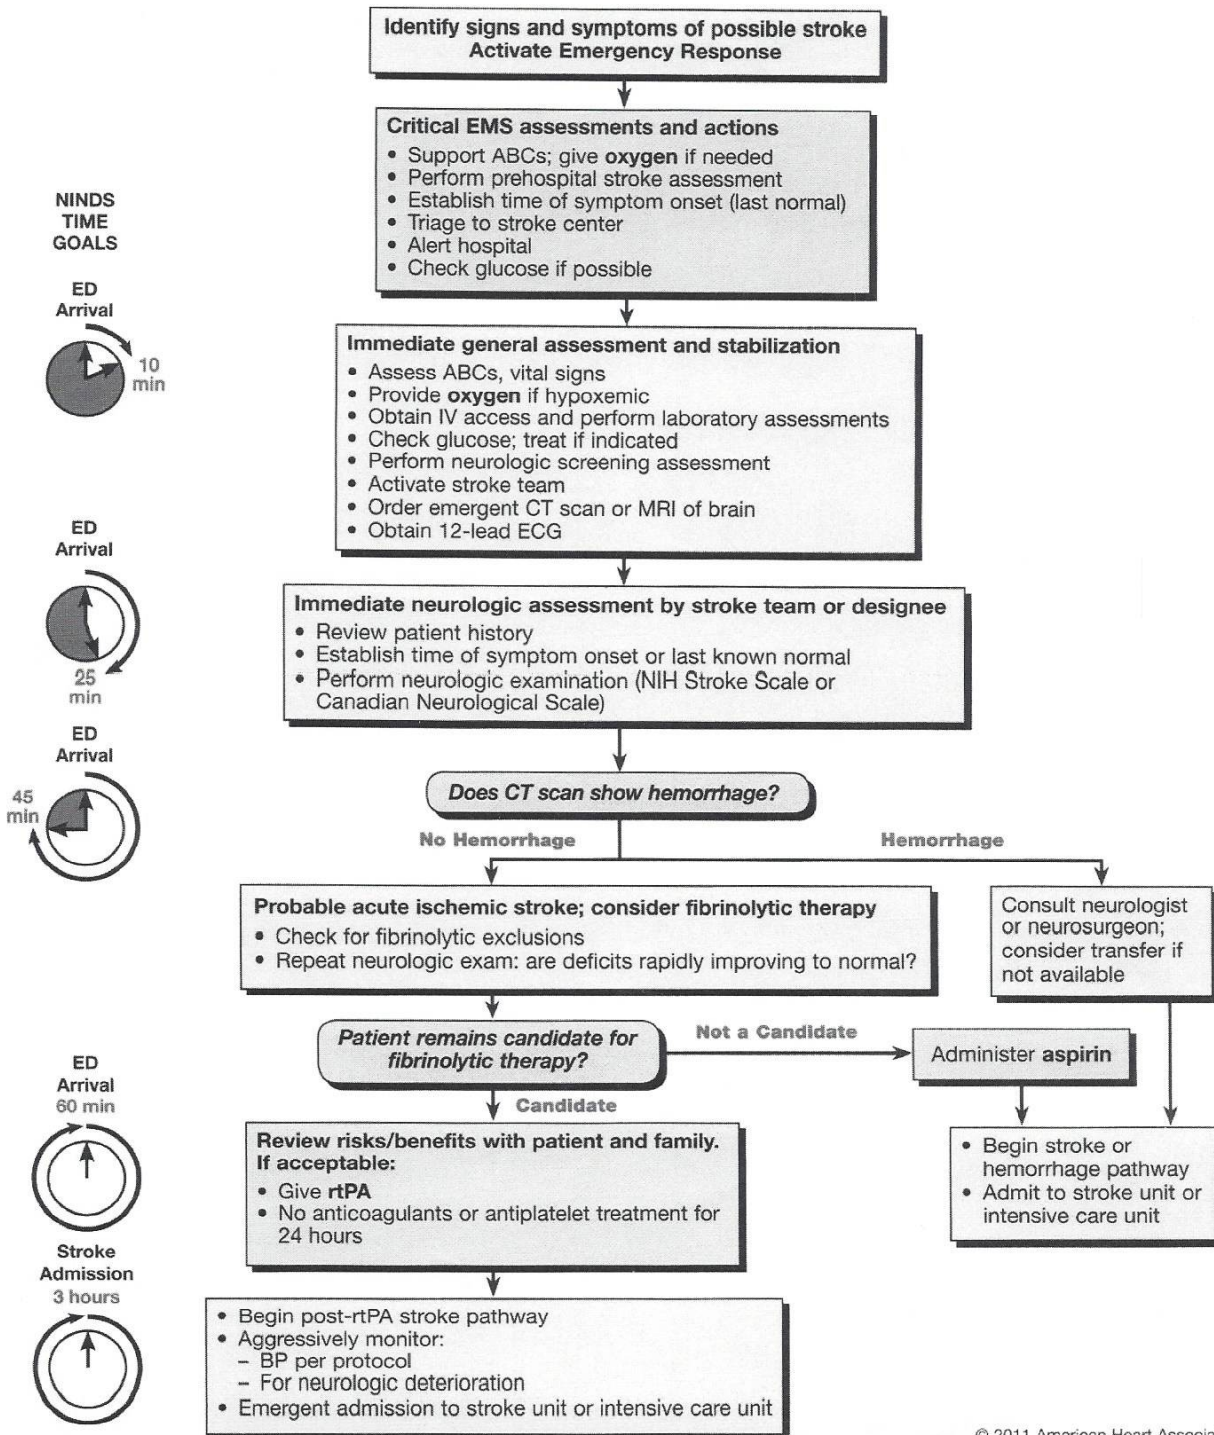 Identify signs and symptoms of possible stroke
Activate Emergency Response
Critical EMS assessments and actions
• Support ABCs; give oxygen if needed
• Perform prehospital stroke assessment
• Establish time of symptom onset (last normal)
• Triage to stroke center
• Alert hospital
• Check glucose if possible
NINDS
TIME
GOALS
ED
Arrival
10
min
Immediate general assessment and stabilization
• Assess ABCs, vital signs
• Provide oxygen if hypoxemic
• Obtain IV access and perform laboratory assessments
• Check glucose; treat if indicated
• Perform neurologic screening assessment
• Activate stroke team
• Order emergent CT scan or MRI of brain
• Obtain 12-lead ECG
ED
Arrival
25
min
Immediate neurologic assessment by stroke team or designee
• Review patient history
• Establish time of symptom onset or last known normal
• Perform neurologic examination (NIH Stroke Scale or
Canadian Neurological Scale)
ED
Arrival
45
min
Does CT scan show hemorrhage?
No Hemorrhage
Hemorrhage
Probable acute ischemic stroke; consider fibrinolytic therapy
• Check for fibrinolytic exclusions
• Repeat neurologic exam: are deficits rapidly improving to normal?
Consult neurologist
or neurosurgeon;
consider transfer if
not available
Patient remains candidate for
fibrinolytic therapy?
Not a Candidate
Administer aspirin
Candidate
ED
Arrival
60 min
Review risks/benefits with patient and family.
If acceptable:
• Give rtPA
• No anticoagulants or antiplatelet treatment for
24 hours
• Begin stroke or
hemorrhage pathway
• Admit to stroke unit or
intensive care unit
Stroke
Admission
3 hours
• Begin post-rtPA stroke pathway
• Aggressively monitor:
– BP per protocol
– For neurologic deterioration
• Emergent admission to stroke unit or intensive care unit
© 2011 American Heart